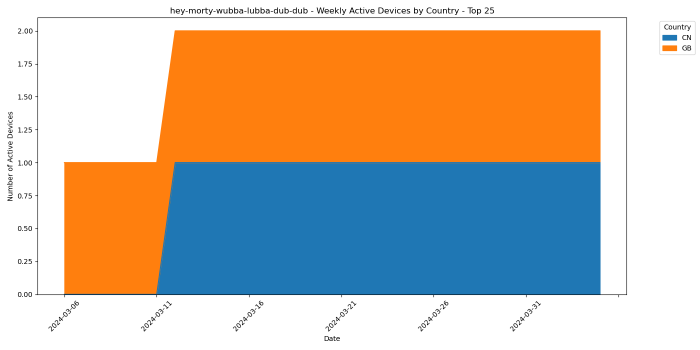 hey-morty-wubba-lubba-dub-dub - Weekly Active Devices by Country - Top 25
Country
CN
GB
Number of Active Devices
2.00
1.75
1.50
1.25
1.00
0.75
0.50
0.25
0.00
2024-03-06
2024-03-11
2024-03-16
2024-03-21
2024-03-26
2024-03-31
Date